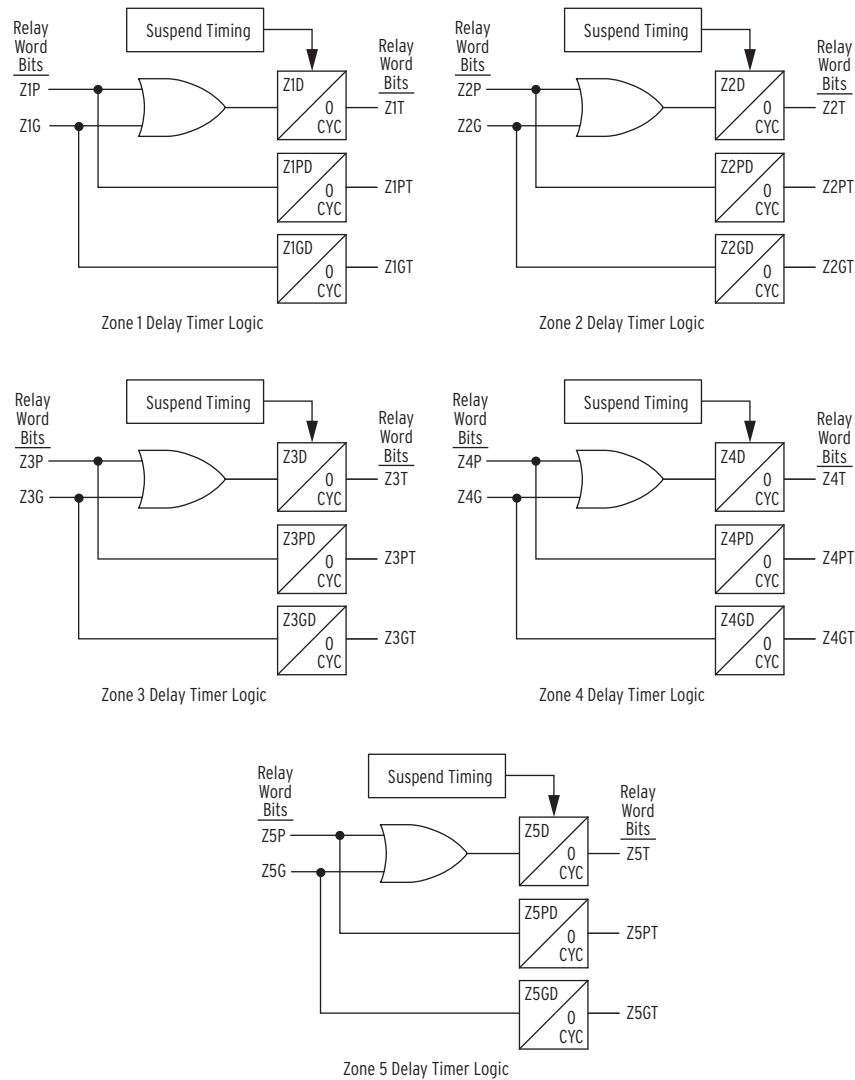 Relay
Word
Bits
Z1P
Z1G
Suspend Timing
Z1D
0
CYC
Z1PD
0
CYC
Z1GD
0
CYC
Relay
Word
Bits
Z1T
Z1PT
Z1GT
Zone 1 Delay Timer Logic
Relay
Word
Bits
Z2P
Z2G
Suspend Timing
Z2D
0
CYC
Z2PD
0
CYC
Z2GD
0
CYC
Relay
Word
Bits
Z2T
Z2PT
Z2GT
Zone 2 Delay Timer Logic
Relay
Word
Bits
Z3P
Z3G
Suspend Timing
Z3D
0
CYC
Z3PD
0
CYC
Z3GD
0
CYC
Relay
Word
Bits
Z3T
Z3PT
Z3GT
Zone 3 Delay Timer Logic
Relay
Word
Bits
Z4P
Z4G
Suspend Timing
Z4D
0
CYC
Z4PD
0
CYC
Z4GD
0
CYC
Relay
Word
Bits
Z4T
Z4PT
Z4GT
Zone 4 Delay Timer Logic
Relay
Word
Bits
Z5P
Z5G
Suspend Timing
Z5D
0
CYC
Z5PD
0
CYC
Z5GD
0
CYC
Relay
Word
Bits
Z5T
Z5PT
Z5GT
Zone 5 Delay Timer Logic